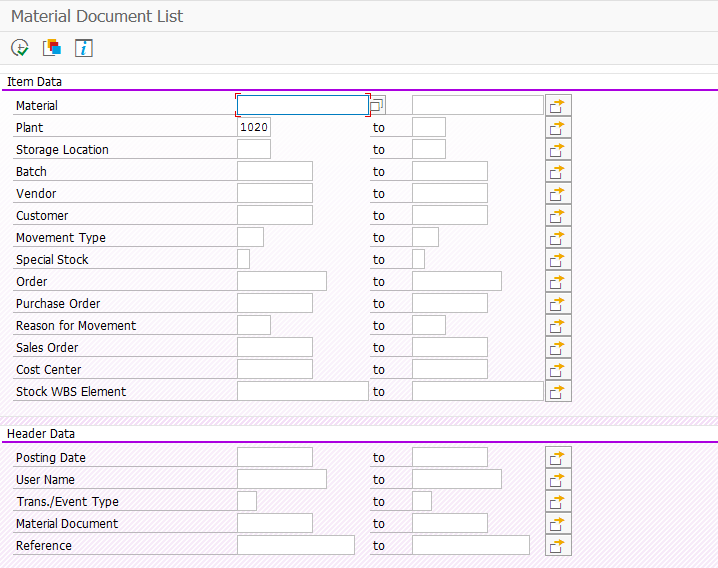 Material Document List
Item Data
Material
Plant 1020 to
Storage Location to
Batch to
Vendor to
Customer to
Movement Type to
Special Stock to
Order to
Purchase Order to
Reason for Movement to
Sales Order to
Cost Center to
Stock WBS Element to
Header Data
Posting Date to
User Name to
Trans./Event Type to
Material Document to
Reference to